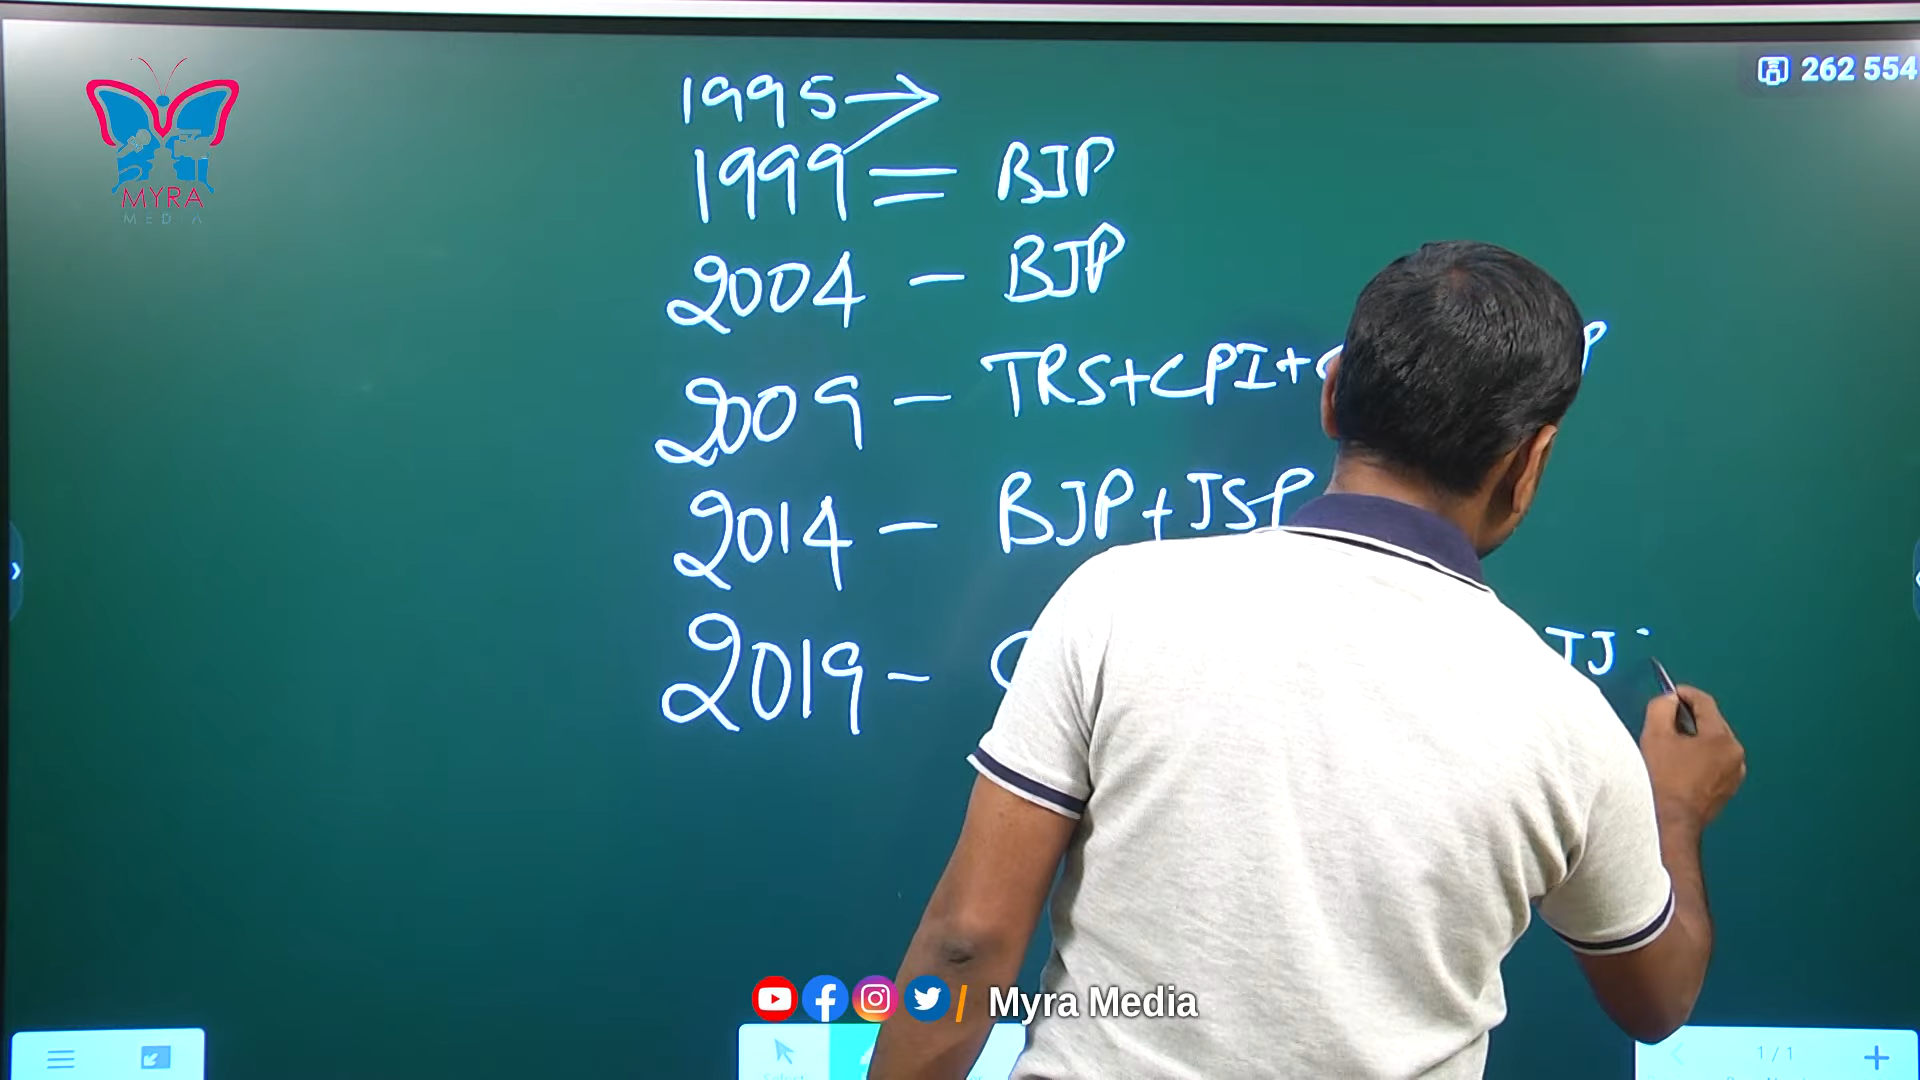 262 554
1995 →
1999 = BJP
2004 - BJP
2009 - TRS+CPI+
2014 - BJP+JSP
2019 -
MYRA
MEDIA
/ Myra Media
1/1